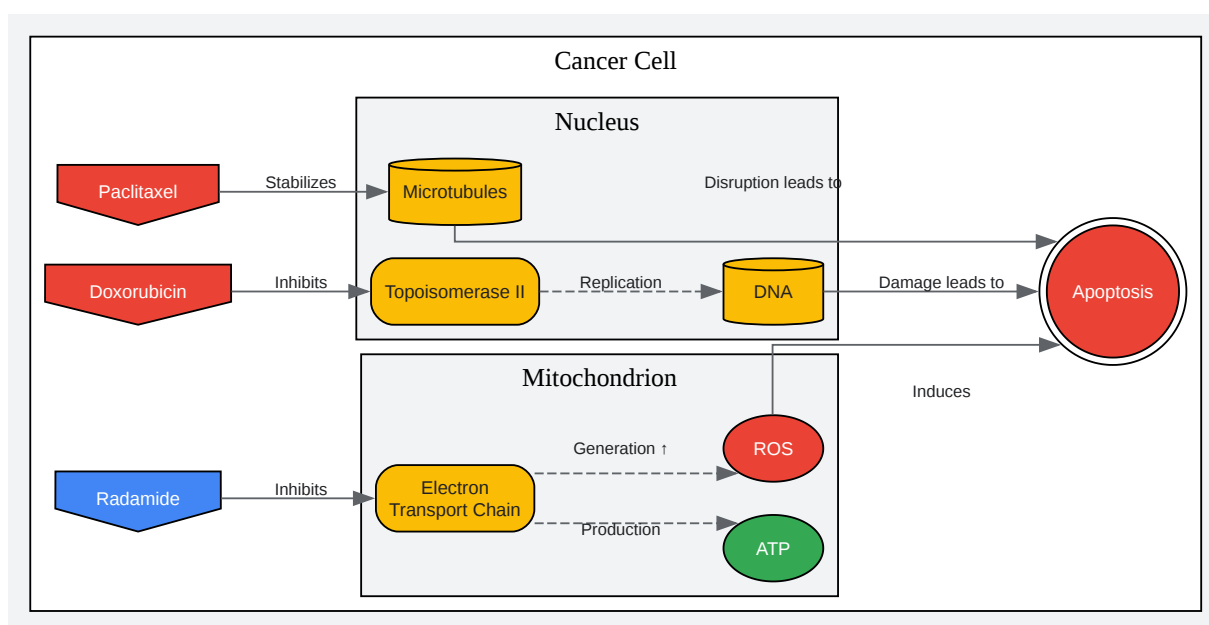 Cancer Cell
Nucleus
Paclitaxel
Stabilizes
Microtubules
Disruption leads to
Doxorubicin
Inhibits
Topoisomerase II
Replication
DNA
Damage leads to
Apoptosis
Mitochondrion
Induces
Generation ↑
ROS
Radamide
Inhibits
Electron
Transport Chain
Production
ATP